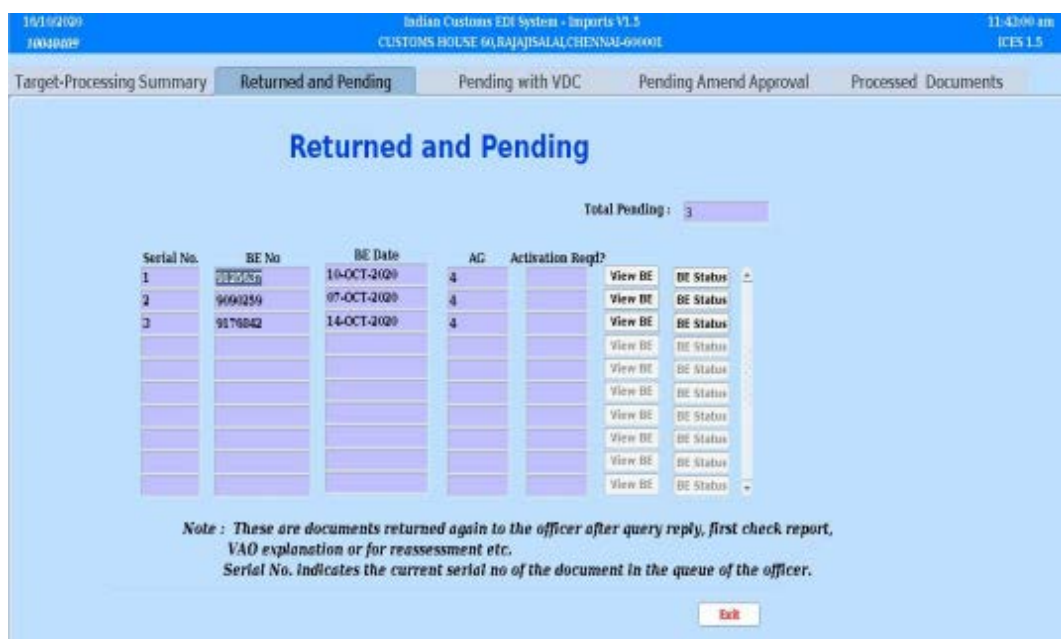 Indian Customs EDI System - Imports V1.5
11:43:00 am
CUSTOMS HOUSE 60,RAJAJISALAI,CHENNAI-600001
ICES 1.5
Target-Processing Summary Returned and Pending Pending with VDC Pending Amend Approval Processed Documents
Returned and Pending
Total Pending : 3
Serial No. BE No BE Date AG Activation Reqd?
1 10-OCT-2020 4 View BE BE Status
2 9090259 07-OCT-2020 4 View BE BE Status
3 9176842 14-OCT-2020 4 View BE BE Status
View BE BE Status
View BE BE Status
View BE BE Status
View BE BE Status
View BE BE Status
View BE BE Status
View BE BE Status
Note : These are documents returned again to the officer after query reply, first check report,
VAO explanation or for reassessment etc.
Serial No. indicates the current serial no of the document in the queue of the officer.
Exit